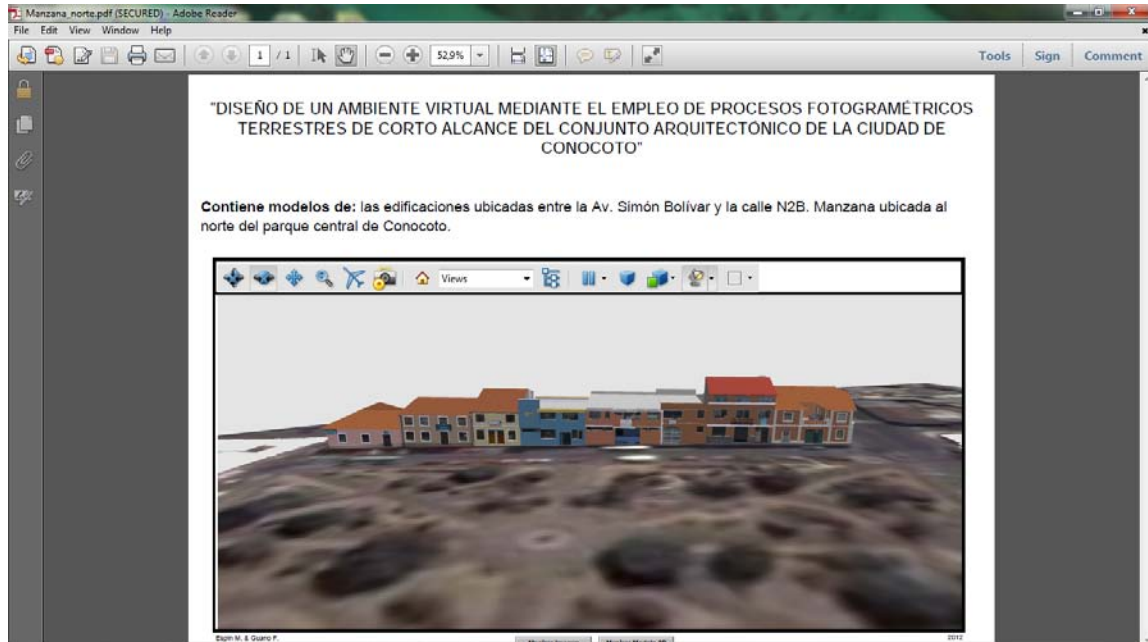 Manzana_norte.pdf (SECURED) - Adobe Reader
File Edit View Window Help
1 / 1 52,9% Tools Sign Comment
"DISEÑO DE UN AMBIENTE VIRTUAL MEDIANTE EL EMPLEO DE PROCESOS FOTOGRAMÉTRICOS
TERRESTRES DE CORTO ALCANCE DEL CONJUNTO ARQUITECTÓNICO DE LA CIUDAD DE
CONOCOTO"
Contiene modelos de: las edificaciones ubicadas entre la Av. Simón Bolívar y la calle N2B. Manzana ubicada al
norte del parque central de Conocoto.
Views
Espín M. & Guano F. 2012